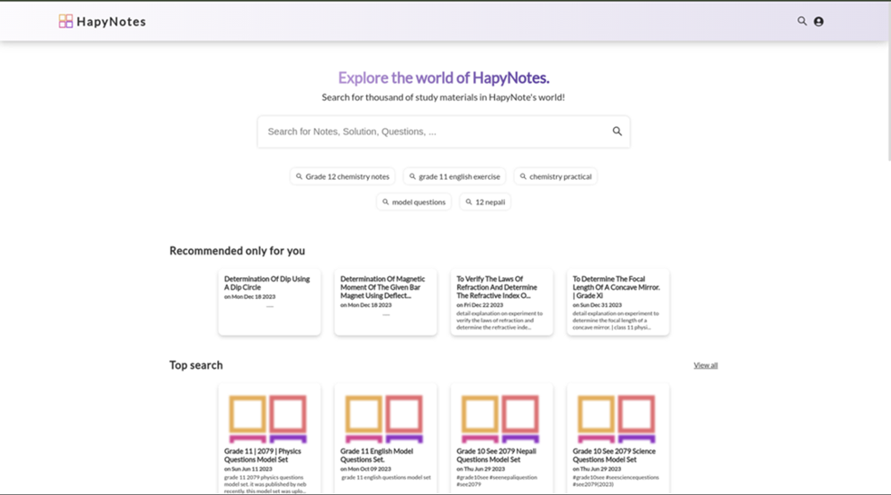 HapyNotes
Explore the world of HapyNotes.
Search for thousand of study materials in HapyNote's world!
Search for Notes, Solution, Questions, ...
Grade 12 chemistry notes
grade 11 english exercise
chemistry practical
model questions
12 nepali
Recommended only for you
Determination Of Dip Using
A Dip Circle
on Mon Dec 18 2023
....
Determination Of Magnetic
Moment Of The Given Bar
Magnet Using Deflect...
on Mon Dec 18 2023
....
To Verify The Laws Of
Refraction And Determine
The Refractive Index O...
on Fri Dec 22 2023
detail explanation on experiment to
verify the laws of refraction and
determine the refractive inde...
To Determine The Focal
Length Of A Concave Mirror.
| Grade XI
on Sun Dec 31 2023
detail explanation on experiment to
determine the focal length of a
concave mirror. | class 11 physi...
Top search
View all
Grade 11 | 2079 | Physics
Questions Model Set
on Sun Jun 11 2023
grade 11 2079 physics questions
model set. it was published by neb
recently. this model set was uplo...
Grade 11 English Model
Questions Set.
on Mon Oct 09 2023
grade 11 english questions model set
Grade 10 See 2079 Nepali
Questions Model Set
on Thu Jun 29 2023
#grade10see #seenepaliquestion
#see2079
Grade 10 See 2079 Science
Questions Model Set
on Thu Jun 29 2023
#grade10see #seesciencequestions
#see2079(2023)